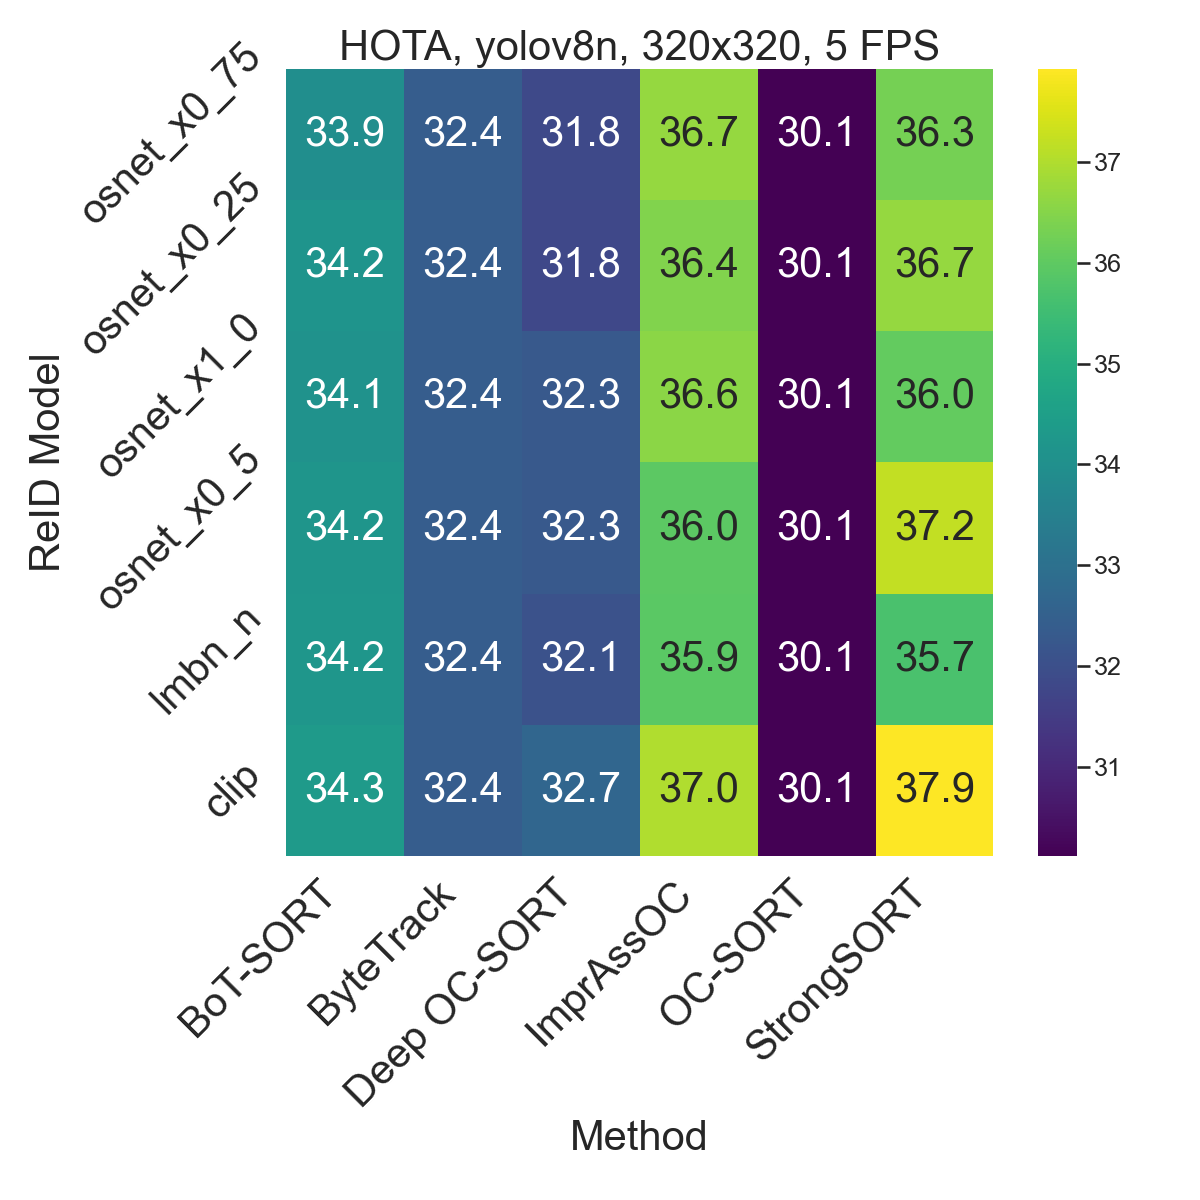 HOTA, yolov8n, 320x320, 5 FPS
ReID Model
osnet_x0_75
33.9 32.4 31.8 36.7 30.1 36.3
osnet_x0_25
34.2 32.4 31.8 36.4 30.1 36.7
osnet_x1_0
34.1 32.4 32.3 36.6 30.1 36.0
osnet_x0_5
34.2 32.4 32.3 36.0 30.1 37.2
lmbn_n
34.2 32.4 32.1 35.9 30.1 35.7
clip
34.3 32.4 32.7 37.0 30.1 37.9
37
36
35
34
33
32
31
BoT-SORT
ByteTrack
Deep OC-SORT
ImprAssOC
OC-SORT
StrongSORT
Method